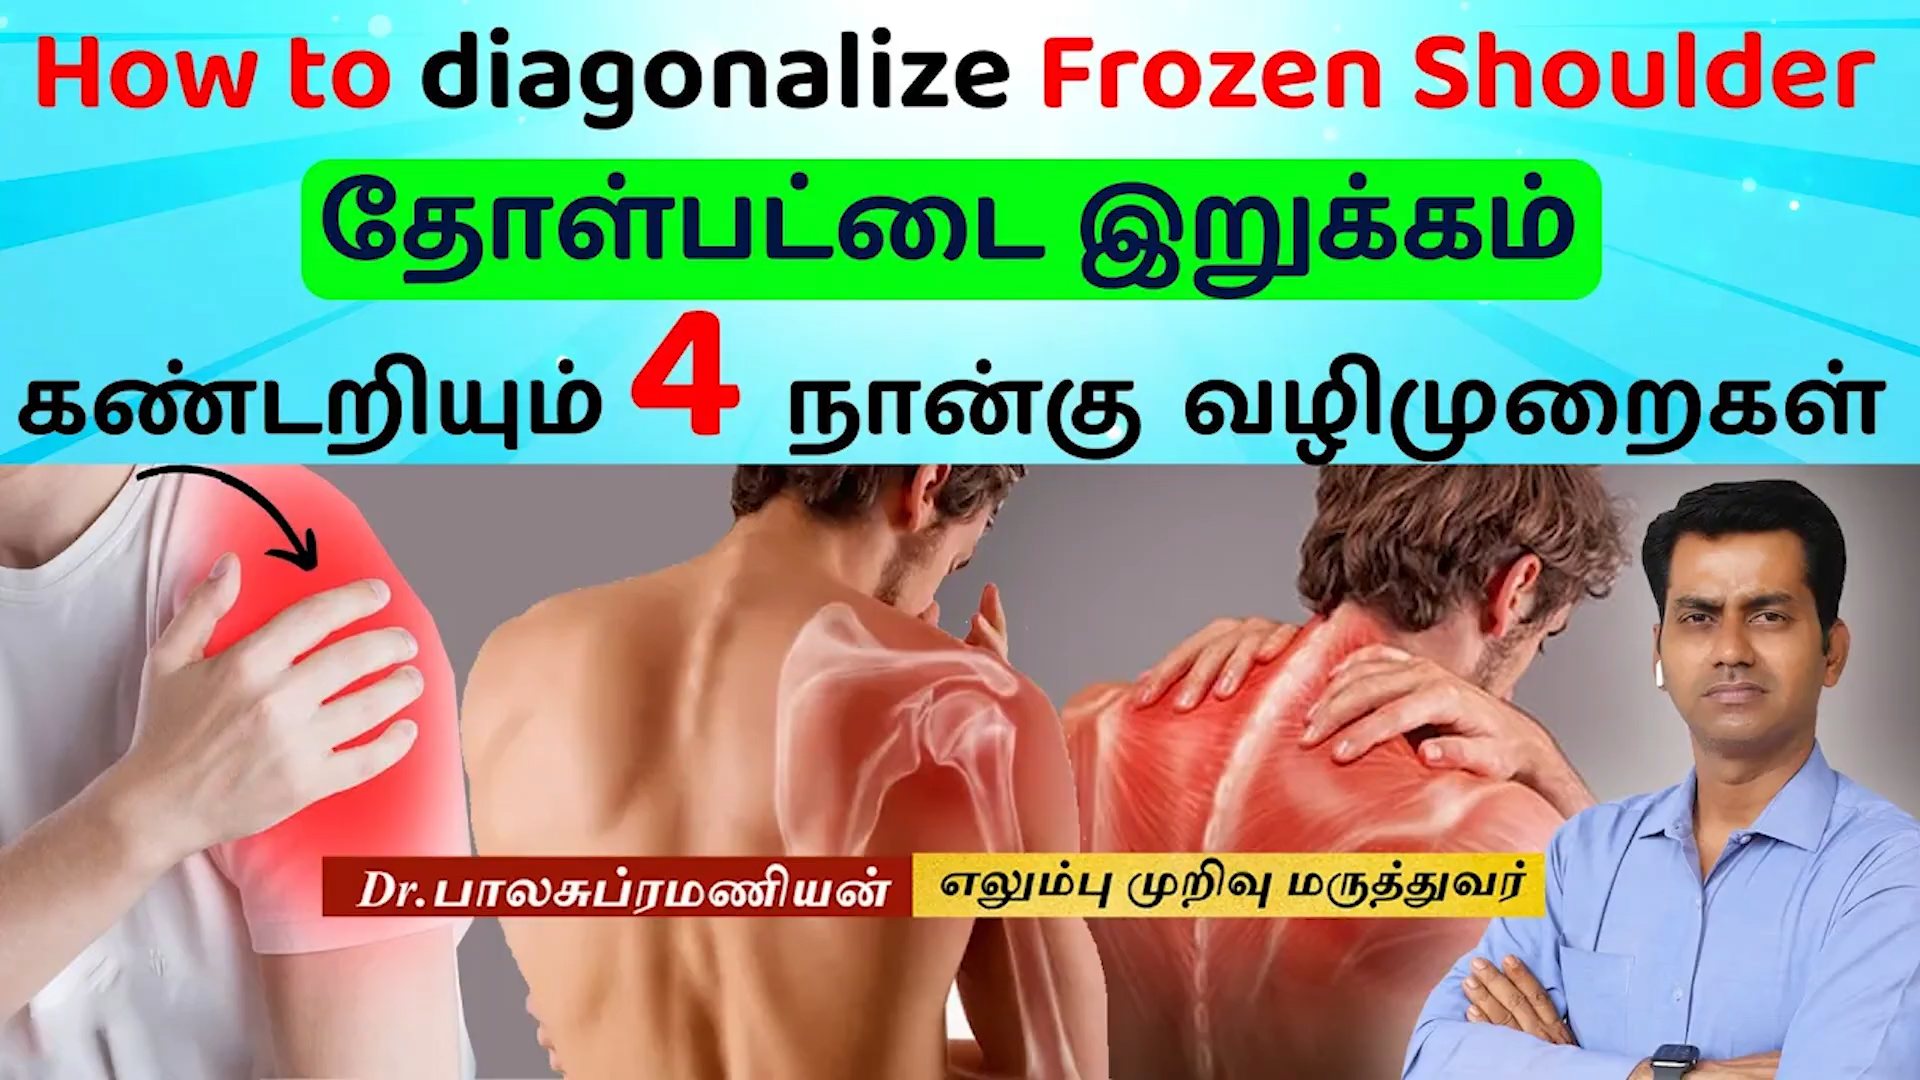 How to diagonalize Frozen Shoulder
தோள்பட்டை இறுக்கம்
கண்டறியும் 4 நான்கு வழிமுறைகள்
Dr.பாலசுப்ரமணியன் எலும்பு முறிவு மருத்துவர்